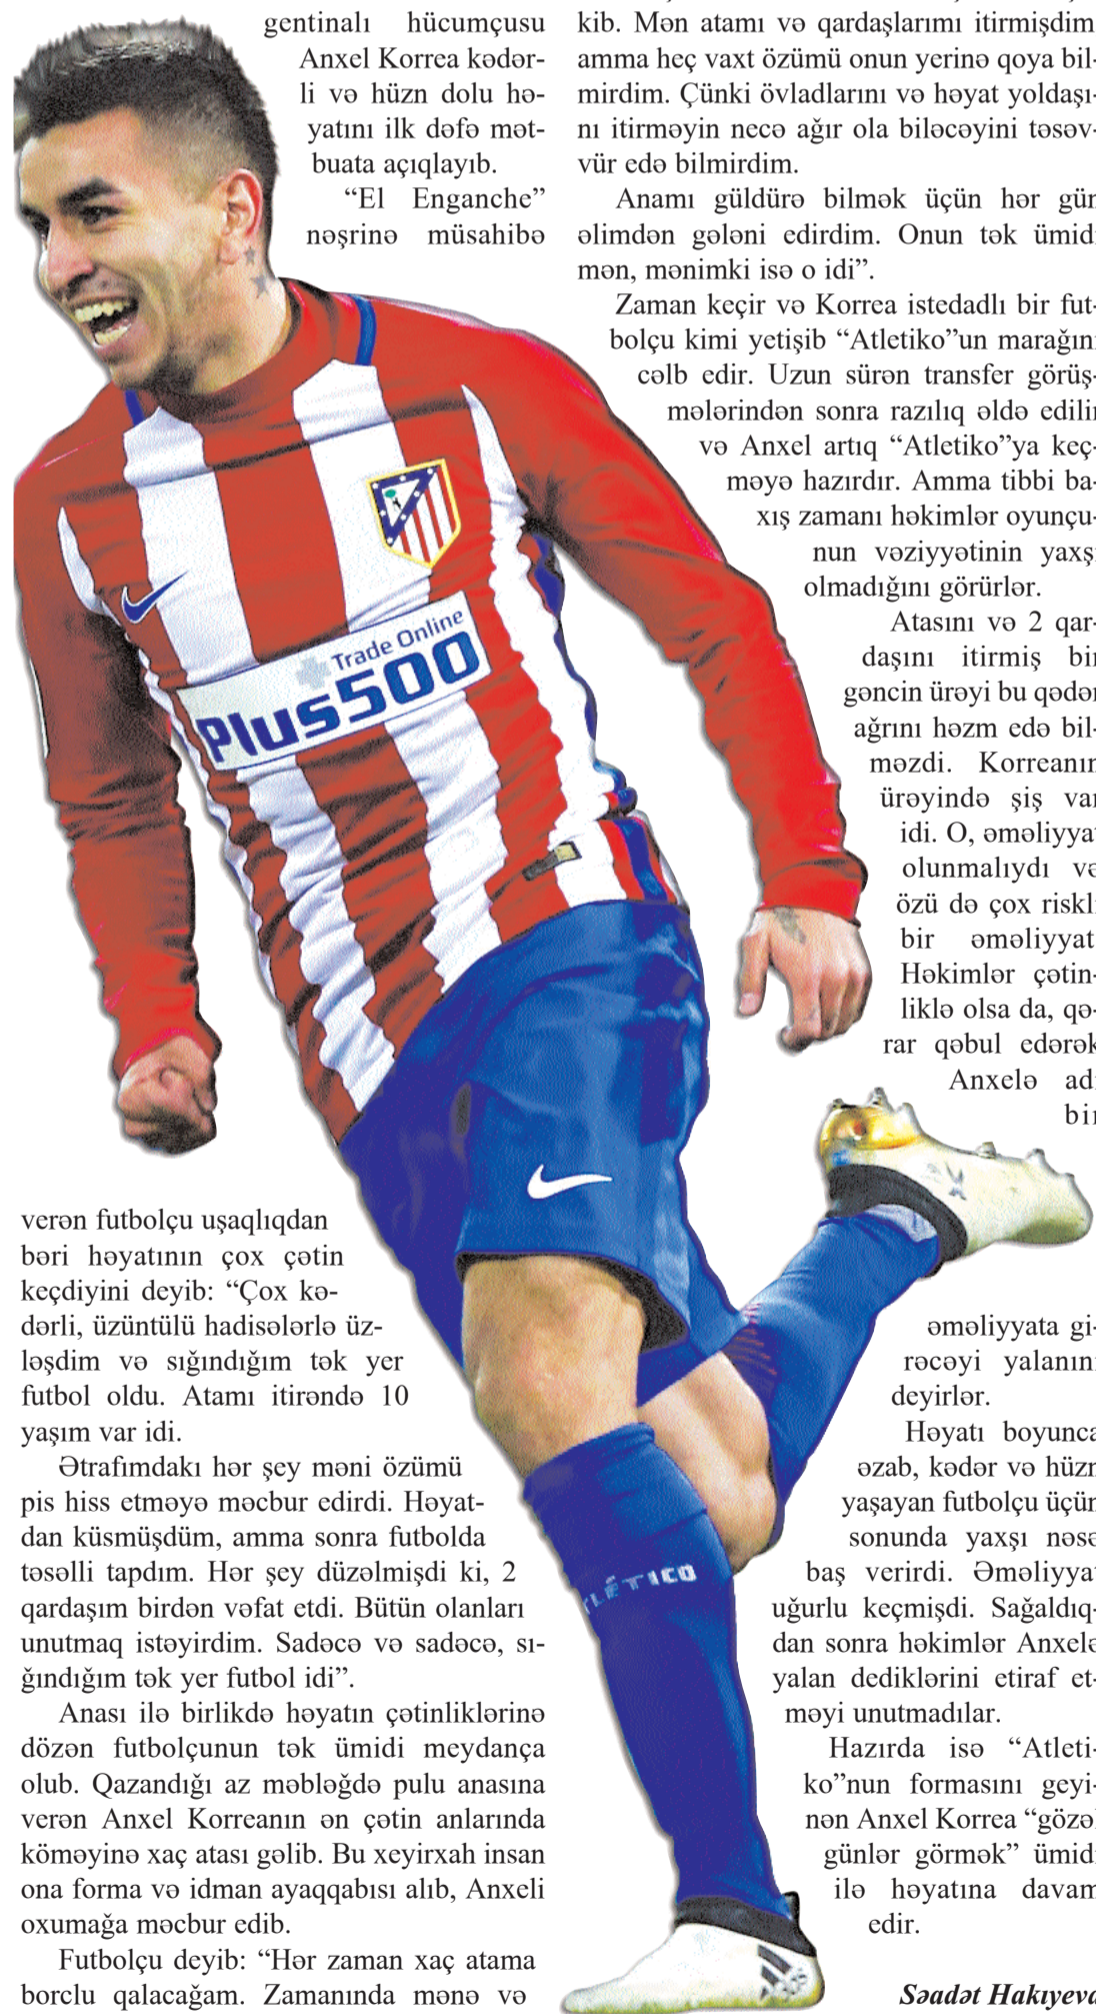 gentinalı hücumçusu
Anxel Korrea kədər-
li və hüzn dolu hə-
yatını ilk dəfə mət-
buata açıqlayıb.
“El Enganche”
nəşrinə müsahibə
verən futbolçu uşaqlıqdan
bəri həyatının çox çətin
keçdiyini deyib: “Çox kə-
dərli, üzüntülü hadisələrlə üz-
ləşdim və sığındığım tək yer
futbol oldu. Atamı itirəndə 10
yaşım var idi.
Ətrafımdakı hər şey məni özümü
pis hiss etməyə məcbur edirdi. Həyat-
dan küsmüşdüm, amma sonra futbolda
təsəlli tapdım. Hər şey düzəlmişdi ki, 2
qardaşım birdən vəfat etdi. Bütün olanları
unutmaq istəyirdim. Sadəcə və sadəcə, sı-
ğındığım tək yer futbol idi”.
Anası ilə birlikdə həyatın çətinliklərinə
dözən futbolçunun tək ümidi meydança
olub. Qazandığı az məbləğdə pulu anasına
verən Anxel Korreanın ən çətin anlarında
köməyinə xaç atası gəlib. Bu xeyirxah insan
ona forma və idman ayaqqabısı alıb, Anxeli
oxumağa məcbur edib.
Futbolçu deyib: “Hər zaman xaç atama
borclu qalacağam. Zamanında mənə və
kib. Mən atamı və qardaşlarımı itirmişdim
amma heç vaxt özümü onun yerinə qoya bil-
mirdim. Çünki övladlarını və həyat yoldaşı-
nı itirməyin necə ağır ola biləcəyini təsəv-
vür edə bilmirdim.
Anamı güldürə bilmək üçün hər gün
əlimdən gələni edirdim. Onun tək ümidi
mən, mənimki isə o idi”.
Zaman keçir və Korrea istedadlı bir fut-
bolçu kimi yetişib “Atletiko”un marağını
cəlb edir. Uzun sürən transfer görüş-
mələrindən sonra razılıq əldə edilir
və Anxel artıq “Atletiko”ya keç-
məyə hazırdır. Amma tibbi ba-
xış zamanı həkimlər oyunçu-
nun vəziyyətinin yaxşı
olmadığını görürlər.
Atasını və 2 qar-
daşını itirmiş bir
gəncin ürəyi bu qədər
ağrını həzm edə bil-
məzdi. Korreanın
ürəyində şiş var
idi. O, əməliyyat
olunmalıydı və
özü də çox riskli
bir əməliyyat
Həkimlər çətin-
liklə olsa da, qə-
rar qəbul edərək
Anxelə adi
bir
əməliyyata gi-
rəcəyi yalanını
deyirlər.
Həyatı boyunca
əzab, kədər və hüzn
yaşayan futbolçu üçün
sonunda yaxşı nəsə
baş verirdi. Əməliyyat
uğurlu keçmişdi. Sağaldıq-
dan sonra həkimlər Anxelə
yalan dediklərini etiraf et-
məyi unutmadılar.
Hazırda isə “Atleti-
ko”nun formasını geyi-
nən Anxel Korrea “gözəl
günlər görmək” ümidi
ilə həyatına davam
edir.
Səadət Hakıyeva
Trade Online
Plus500
TLÉTICO